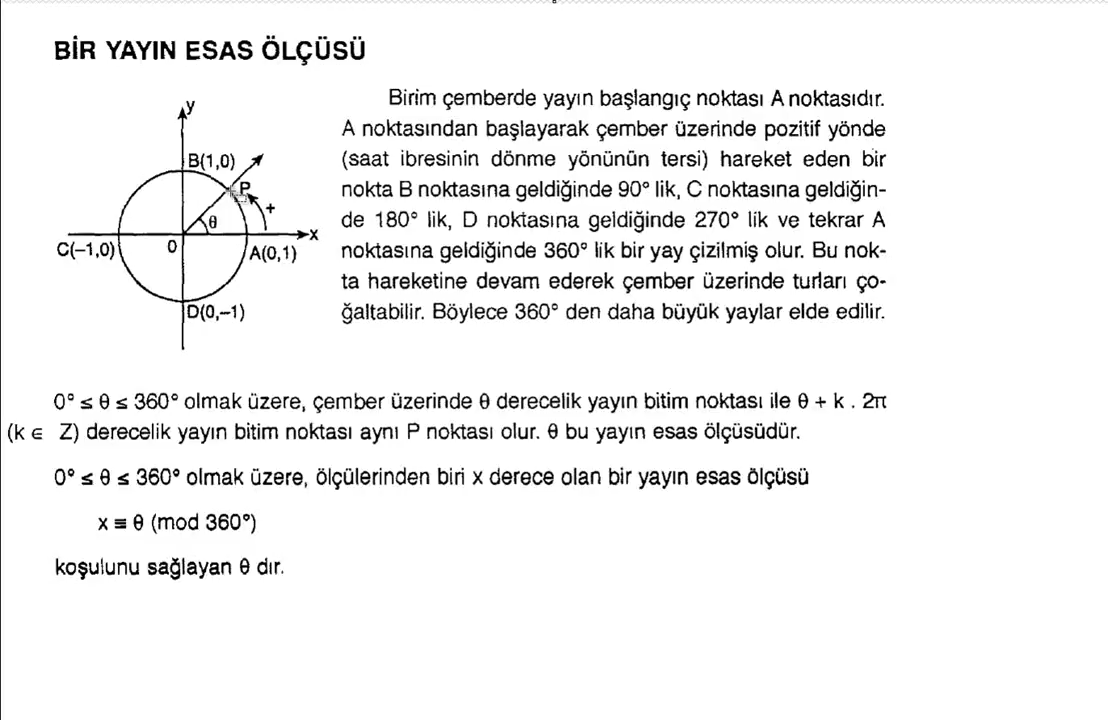 BİR YAYIN ESAS ÖLÇÜSÜ
y
B(1,0)
P
+
θ
x
C(−1,0)
0
A(0,1)
D(0,−1)
Birim çemberde yayın başlangıç noktası A noktasıdır.
A noktasından başlayarak çember üzerinde pozitif yönde
(saat ibresinin dönme yönünün tersi) hareket eden bir
nokta B noktasına geldiğinde 90° lik, C noktasına geldiğin-
de 180° lik, D noktasına geldiğinde 270° lik ve tekrar A
noktasına geldiğinde 360° lik bir yay çizilmiş olur. Bu nok-
ta hareketine devam ederek çember üzerinde turları ço-
ğaltabilir. Böylece 360° den daha büyük yaylar elde edilir.
0° ≤ θ ≤ 360° olmak üzere, çember üzerinde θ derecelik yayın bitim noktası ile θ + k . 2π
(k ∈ Z) derecelik yayın bitim noktası aynı P noktası olur. θ bu yayın esas ölçüsüdür.
0° ≤ θ ≤ 360° olmak üzere, ölçülerinden biri x derece olan bir yayın esas ölçüsü
x ≡ θ (mod 360°)
koşulunu sağlayan θ dır.